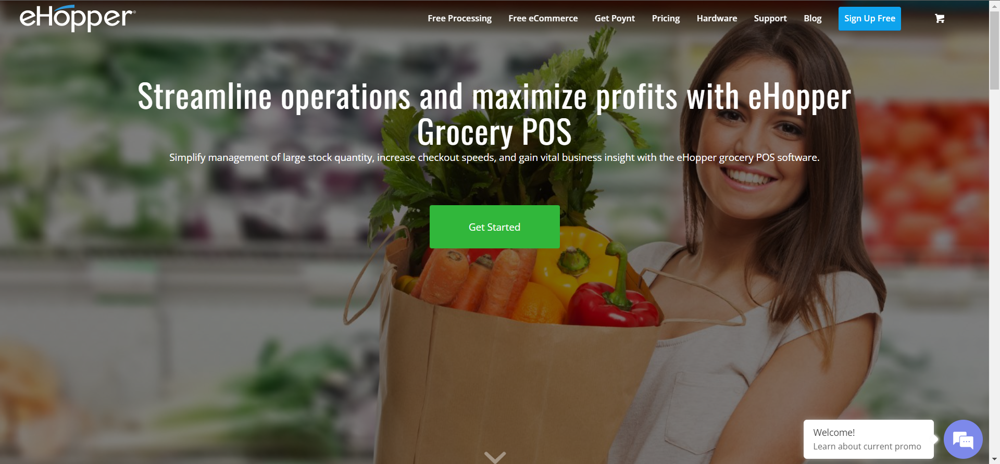 eHopper®
Free Processing
Free eCommerce
Get Poynt
Pricing
Hardware
Support
Blog
Sign Up Free
Streamline operations and maximize profits with eHopper
Grocery POS
Simplify management of large stock quantity, increase checkout speeds, and gain vital business insight with the eHopper grocery POS software.
Get Started
Welcome!
Learn about current promo